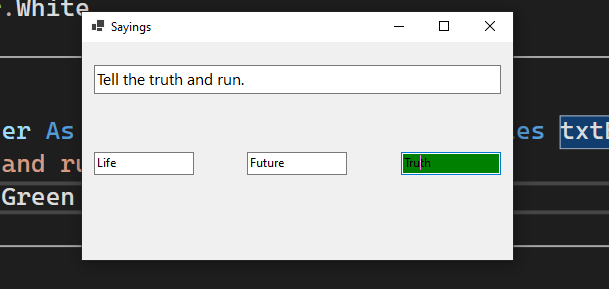 .White
Sayings
Tell the truth and run.
er As
es txt
and ru
Life
Future
Truth
Green